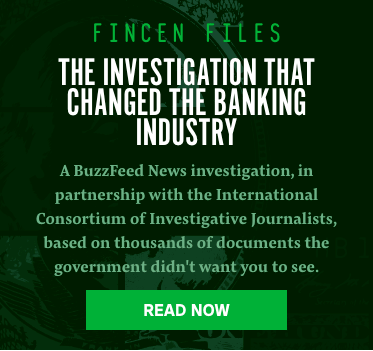 FINCEN FILES
THE INVESTIGATION THAT
CHANGED THE BANKING
INDUSTRY
A BuzzFeed News investigation, in
partnership with the International
Consortium of Investigative Journalists,
based on thousands of documents the
government didn't want you to see.
READ NOW